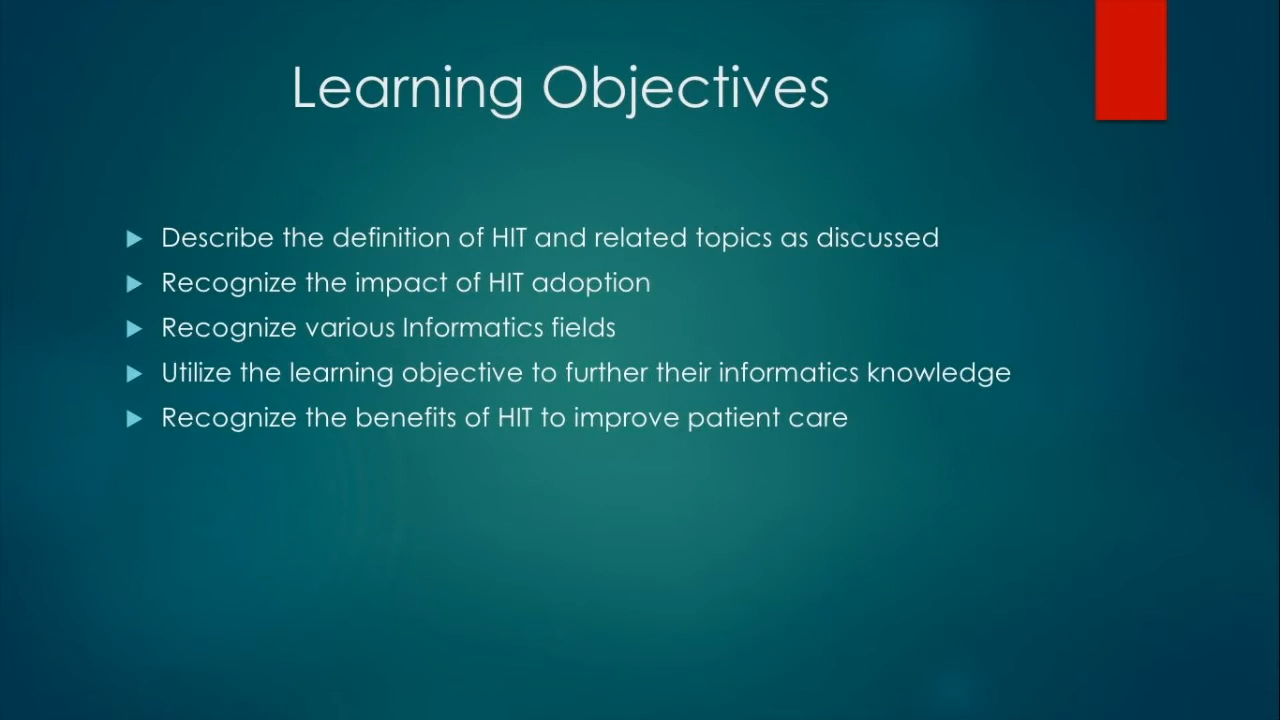 Learning Objectives
Describe the definition of HIT and related topics as discussed
Recognize the impact of HIT adoption
Recognize various Informatics fields
Utilize the learning objective to further their informatics knowledge
Recognize the benefits of HIT to improve patient care